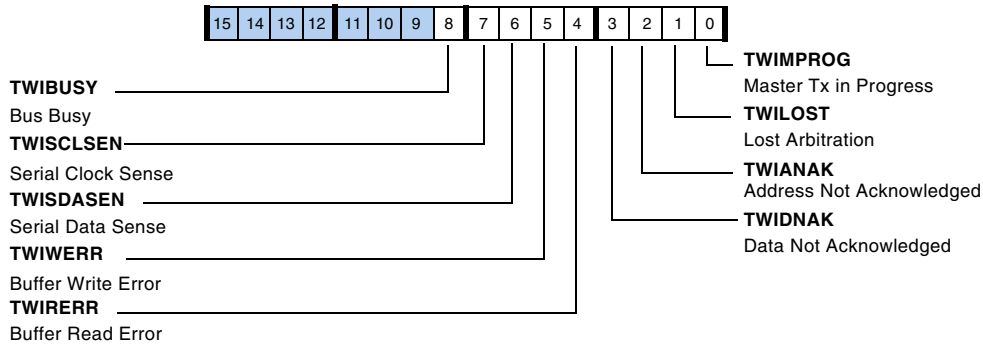 15 14 13 12 11 10 9 8 7 6 5 4 3 2 1 0
TWIBUSY
Bus Busy
TWISCLSEN
Serial Clock Sense
TWISDASEN
Serial Data Sense
TWIWERR
Buffer Write Error
TWIRERR
Buffer Read Error
TWIMPROG
Master Tx in Progress
TWILOST
Lost Arbitration
TWIANAK
Address Not Acknowledged
TWIDNAK
Data Not Acknowledged